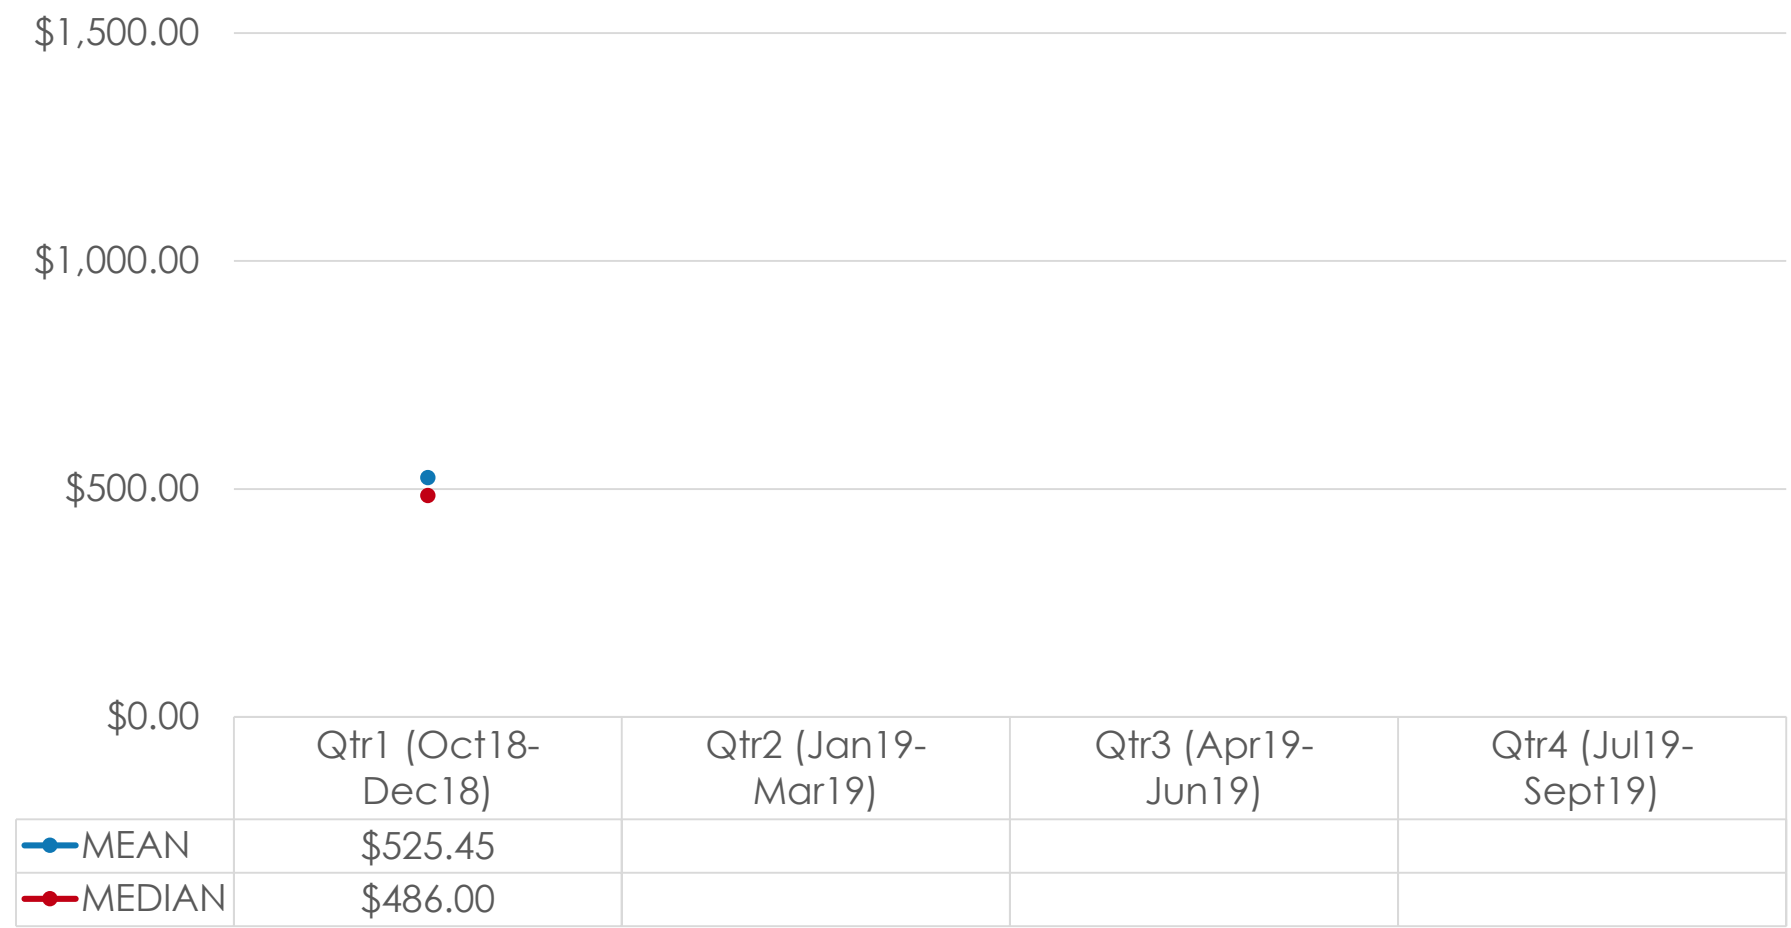 $1,500.00
$1,000.00
$500.00
$0.00
Qtr1 (Oct18-
Dec18)
Qtr2 (Jan19-
Mar19)
Qtr3 (Apr19-
Jun19)
Qtr4 (Jul19-
Sept19)
MEAN $525.45
MEDIAN $486.00